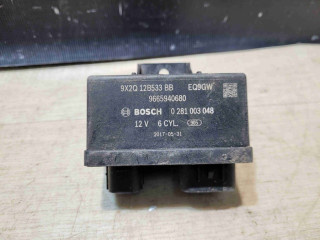 9X2Q 12B533 BB EQ9GW
9665940680
BOSCH 0 281 003 048
12 V 6 CYL.
2017-05-31